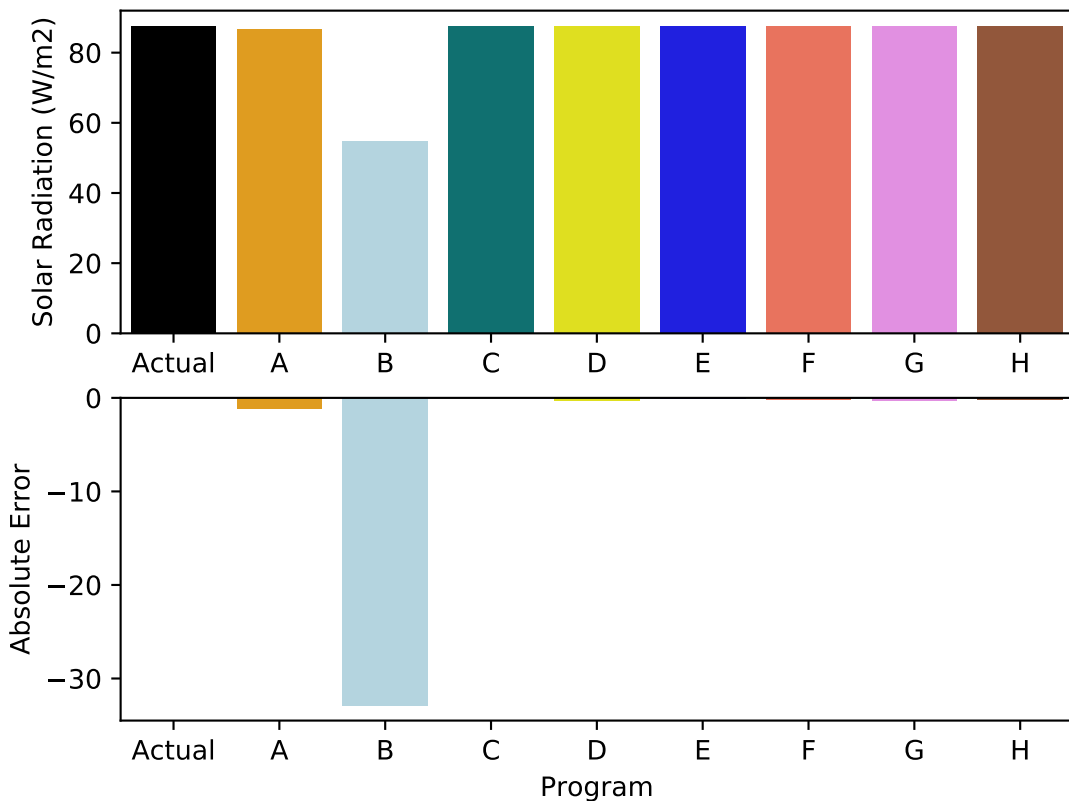 Solar Radiation (W/m2)
80
60
40
20
0
Actual A B C D E F G H
Absolute Error
0
−10
−20
−30
Actual A B C D E F G H
Program